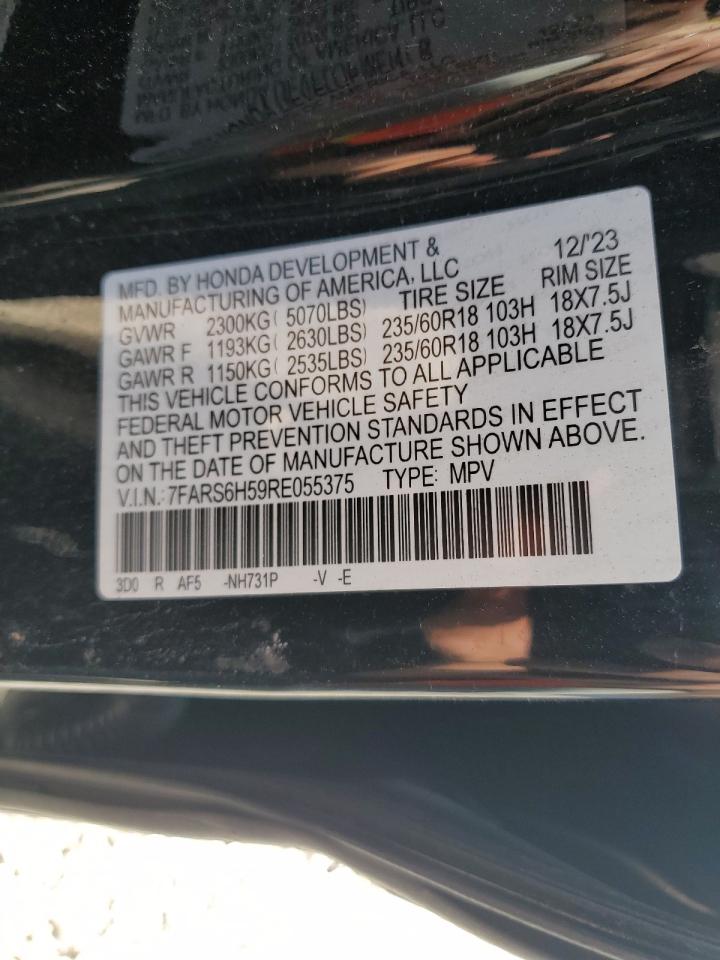 MFD. BY HONDA DEVELOPMENT & 12/'23
MANUFACTURING OF AMERICA, LLC
GVWR 2300KG ( 5070LBS) TIRE SIZE RIM SIZE
GAWR F 1193KG ( 2630LBS) 235/60R18 103H 18X7.5J
GAWR R 1150KG ( 2535LBS) 235/60R18 103H 18X7.5J
THIS VEHICLE CONFORMS TO ALL APPLICABLE
FEDERAL MOTOR VEHICLE SAFETY
AND THEFT PREVENTION STANDARDS IN EFFECT
ON THE DATE OF MANUFACTURE SHOWN ABOVE.
V.I.N.:7FARS6H59RE055375 TYPE: MPV
3D0 R AF5 -NH731P -V -E